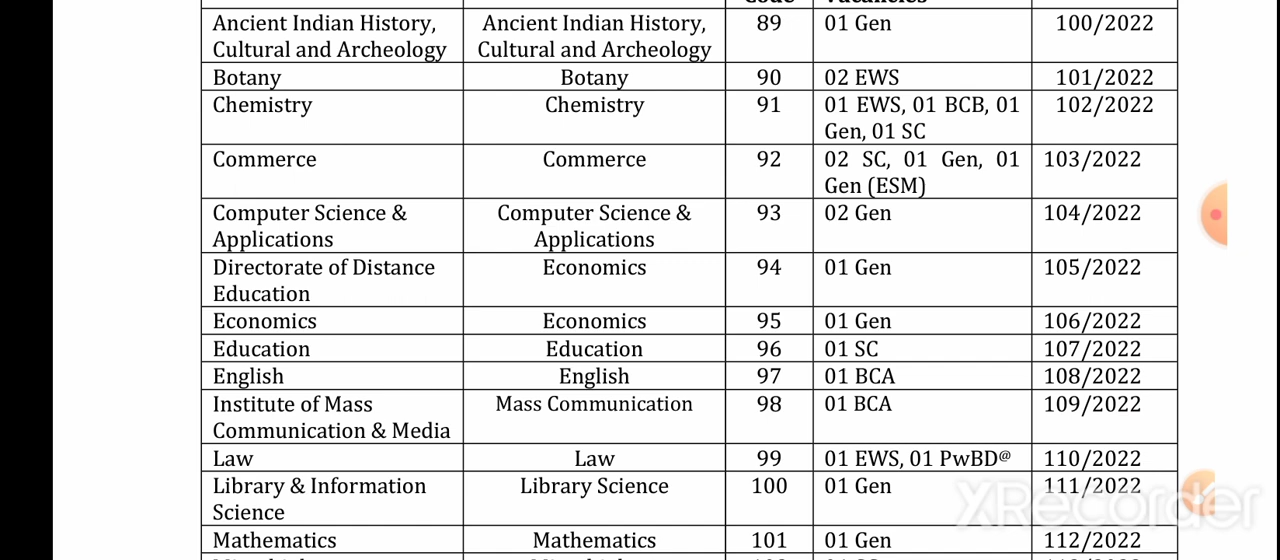 Code Vacancies
Ancient Indian History, Ancient Indian History, 89 01 Gen 100/2022
Cultural and Archeology Cultural and Archeology
Botany Botany 90 02 EWS 101/2022
Chemistry Chemistry 91 01 EWS, 01 BCB, 01 102/2022
Gen, 01 SC
Commerce Commerce 92 02 SC, 01 Gen, 01 103/2022
Gen (ESM)
Computer Science & Computer Science & 93 02 Gen 104/2022
Applications Applications
Directorate of Distance Economics 94 01 Gen 105/2022
Education
Economics Economics 95 01 Gen 106/2022
Education Education 96 01 SC 107/2022
English English 97 01 BCA 108/2022
Institute of Mass Mass Communication 98 01 BCA 109/2022
Communication & Media
Law Law 99 01 EWS, 01 PwBD@ 110/2022
Library & Information Library Science 100 01 Gen 111/2022
Science
XRecorder
Mathematics Mathematics 101 01 Gen 112/2022